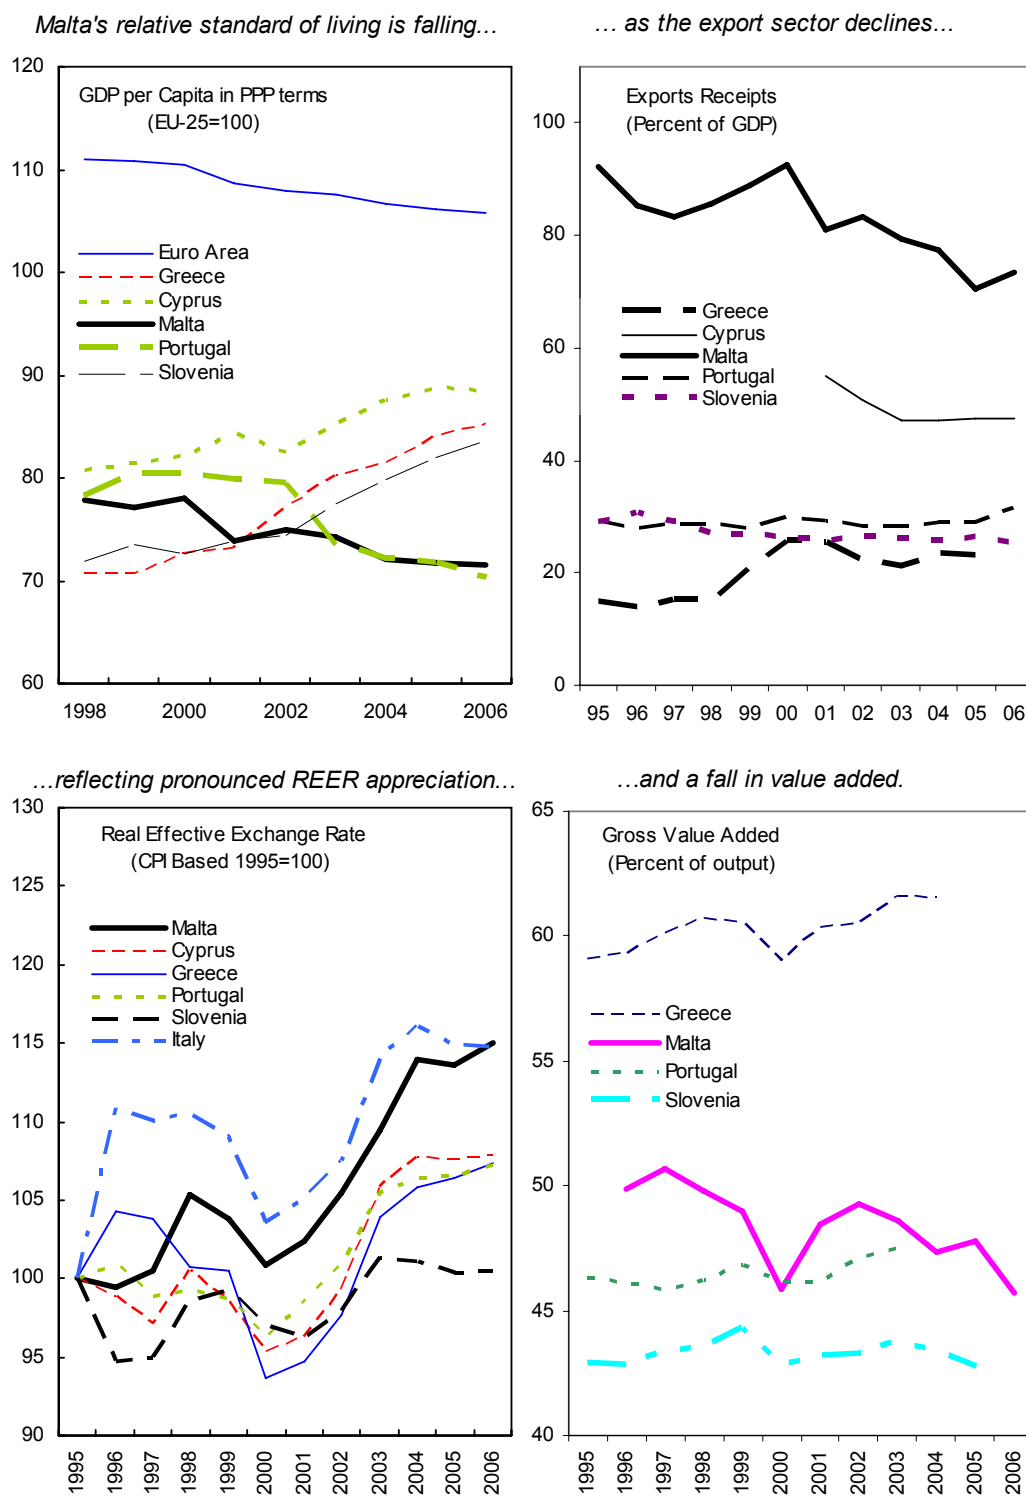 Malta's relative standard of living is falling…
… as the export sector declines…
120
110
100
90
80
70
60
GDP per Capita in PPP terms
(EU-25=100)
Euro Area
Greece
Cyprus
Malta
Portugal
Slovenia
1998 2000 2002 2004 2006
100
80
60
40
20
0
Exports Receipts
(Percent of GDP)
Greece
Cyprus
Malta
Portugal
Slovenia
95 96 97 98 99 00 01 02 03 04 05 06
…reflecting pronounced REER appreciation…
…and a fall in value added.
130
125
120
115
110
105
100
95
90
Real Effective Exchange Rate
(CPI Based 1995=100)
Malta
Cyprus
Greece
Portugal
Slovenia
Italy
1995 1996 1997 1998 1999 2000 2001 2002 2003 2004 2005 2006
65
60
55
50
45
40
Gross Value Added
(Percent of output)
Greece
Malta
Portugal
Slovenia
1995 1996 1997 1998 1999 2000 2001 2002 2003 2004 2005 2006